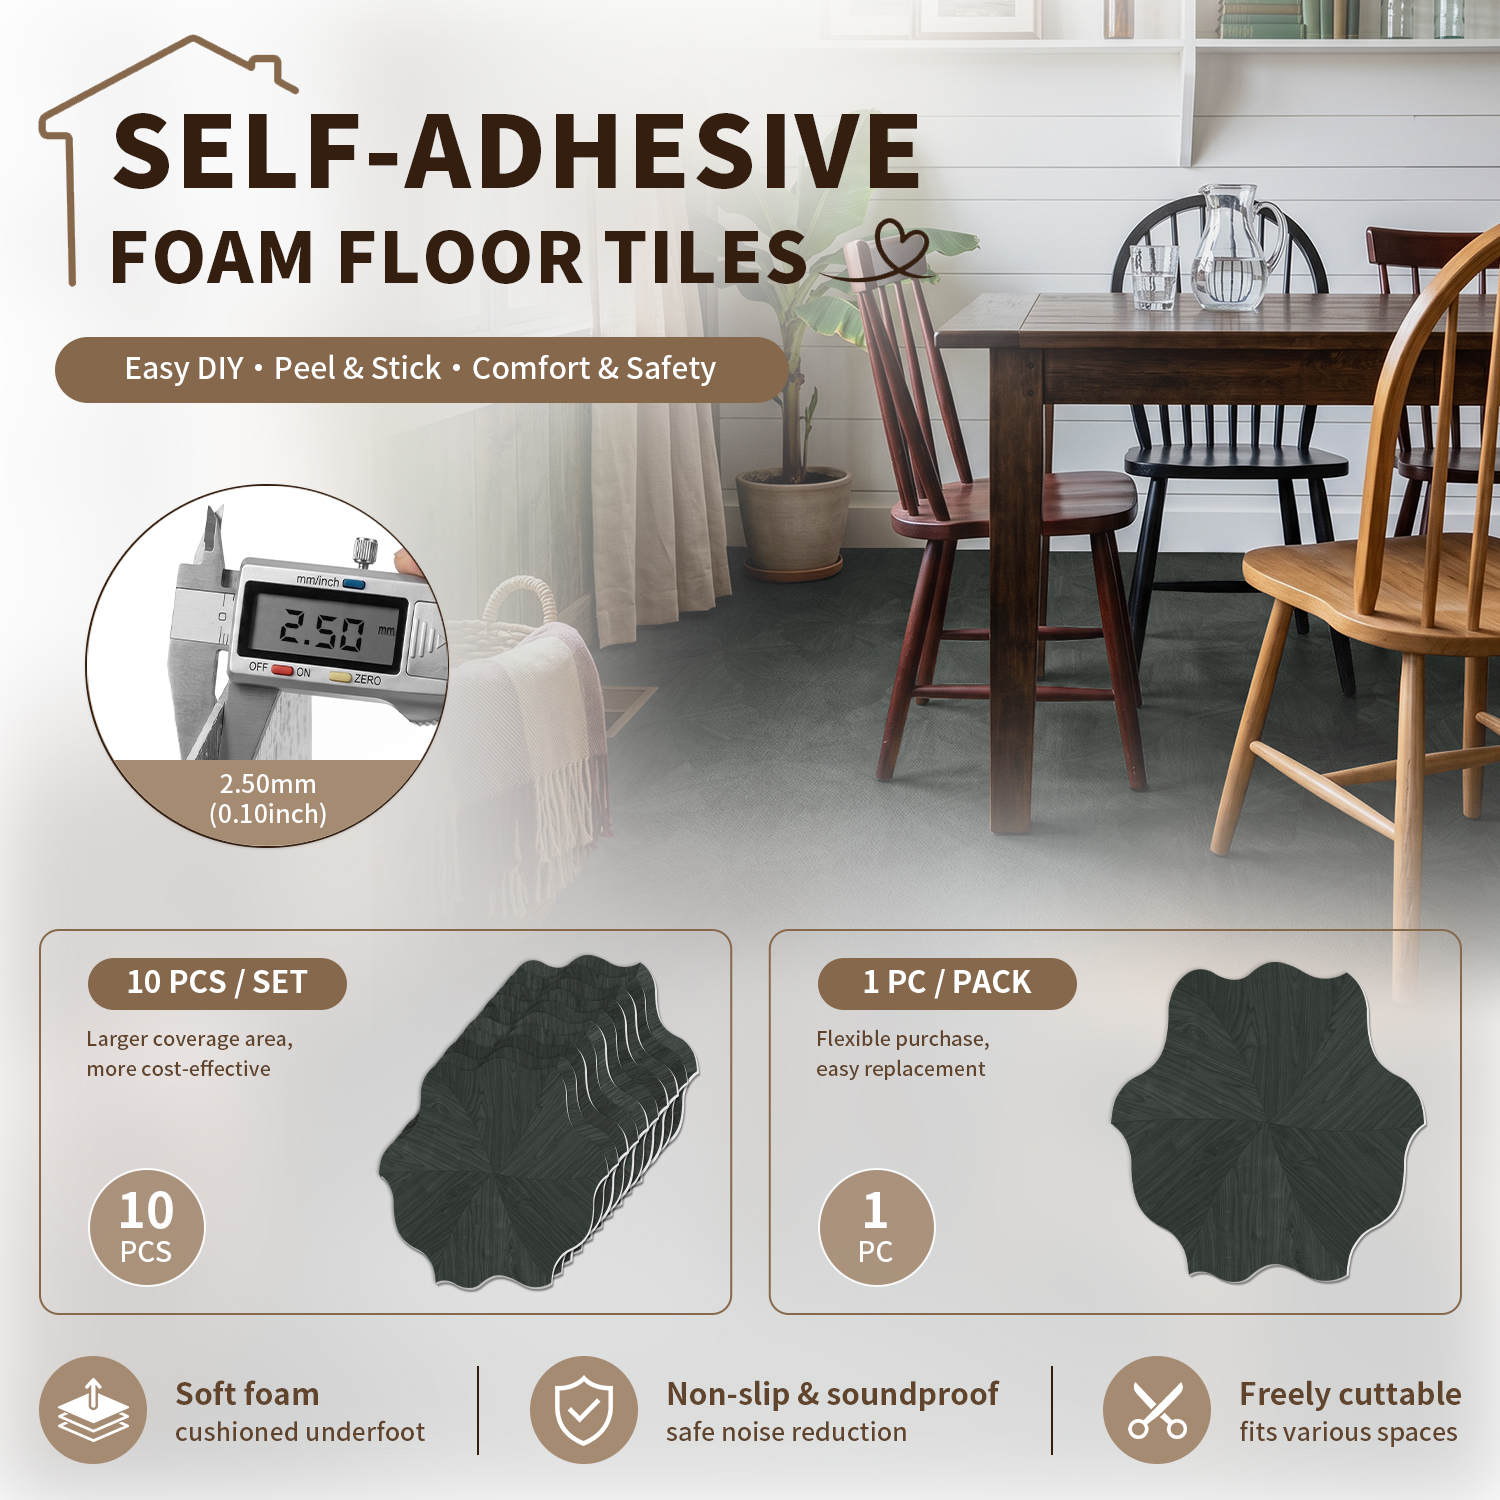 SELF-ADHESIVE
FOAM FLOOR TILES
Easy DIY • Peel & Stick • Comfort & Safety
mm/inch
0
2.50 mm
OFF ON ZERO
2.50mm
(0.10inch)
10 PCS / SET
Larger coverage area,
more cost-effective
10
PCS
1 PC / PACK
Flexible purchase,
easy replacement
1
PC
Soft foam
cushioned underfoot
Non-slip & soundproof
safe noise reduction
Freely cuttable
fits various spaces